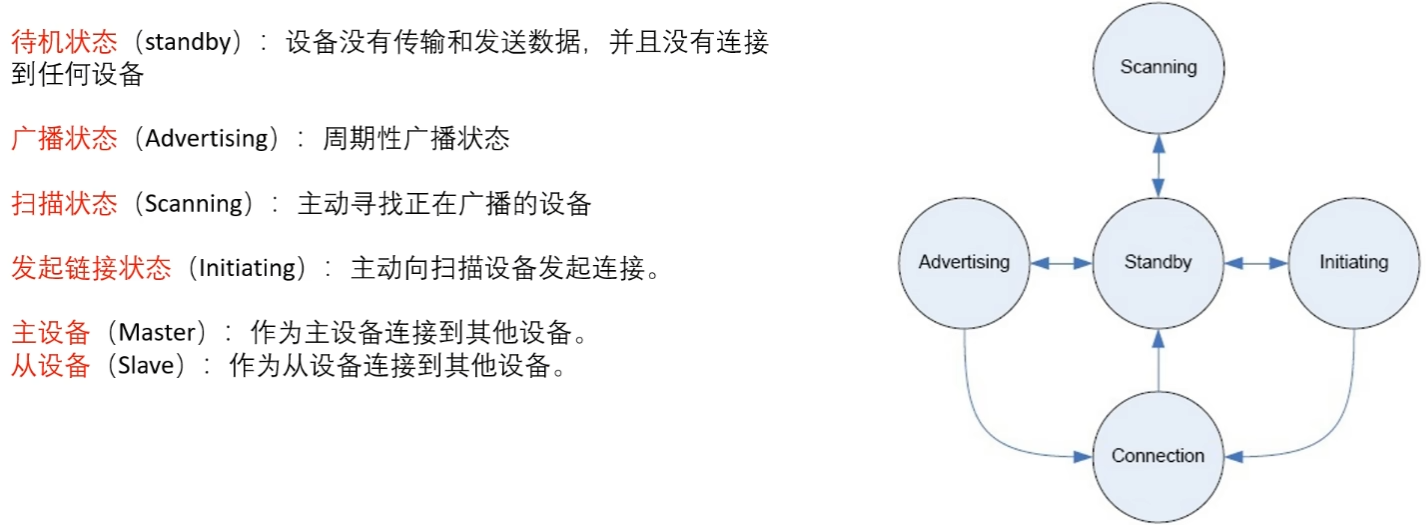 待机状态（standby）：设备没有传输和发送数据，并且没有连接
到任何设备
广播状态（Advertising）：周期性广播状态
扫描状态（Scanning）：主动寻找正在广播的设备
发起链接状态（Initiating）：主动向扫描设备发起连接。
主设备（Master）：作为主设备连接到其他设备。
从设备（Slave）：作为从设备连接到其他设备。
Scanning
Advertising
Standby
Initiating
Connection